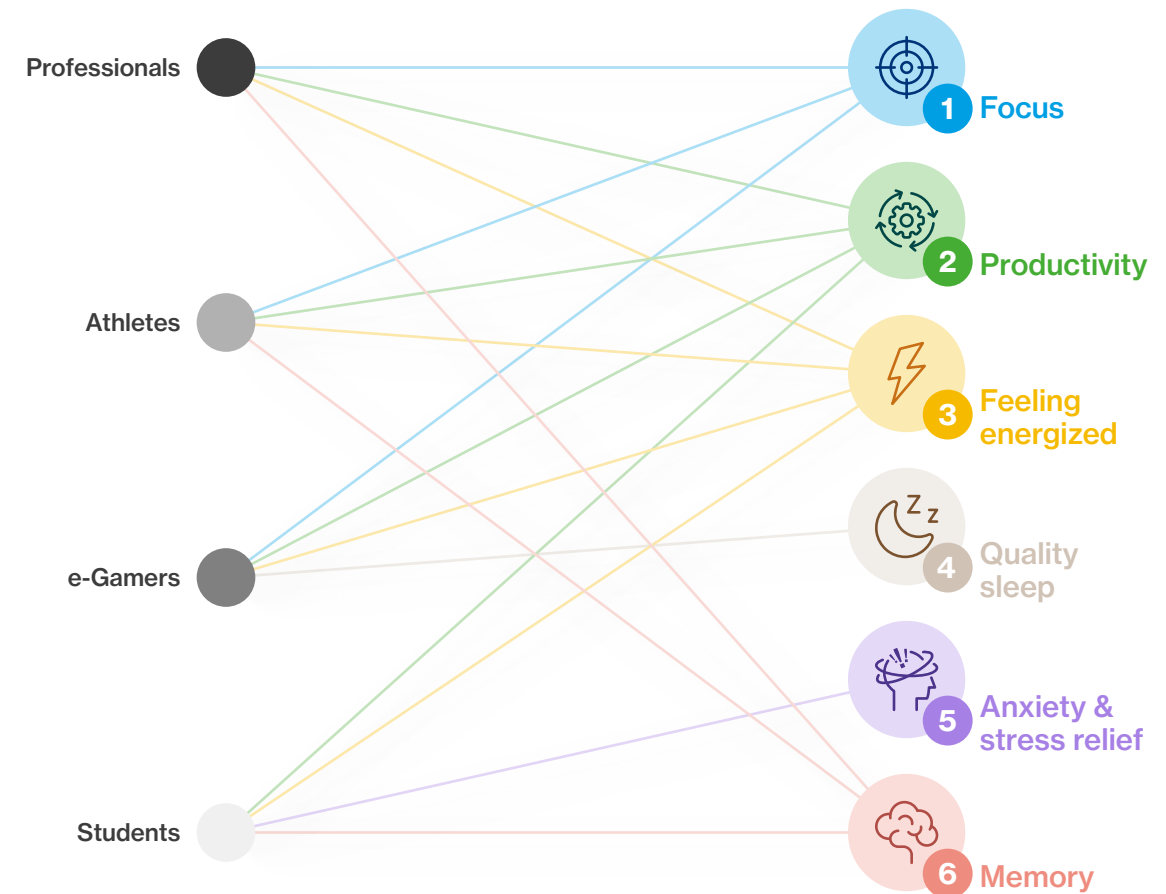 Professionals
Athletes
e-Gamers
Students
1 Focus
2 Productivity
3 Feeling
energized
Z z
4 Quality
sleep
!!
5 Anxiety &
stress relief
6 Memory